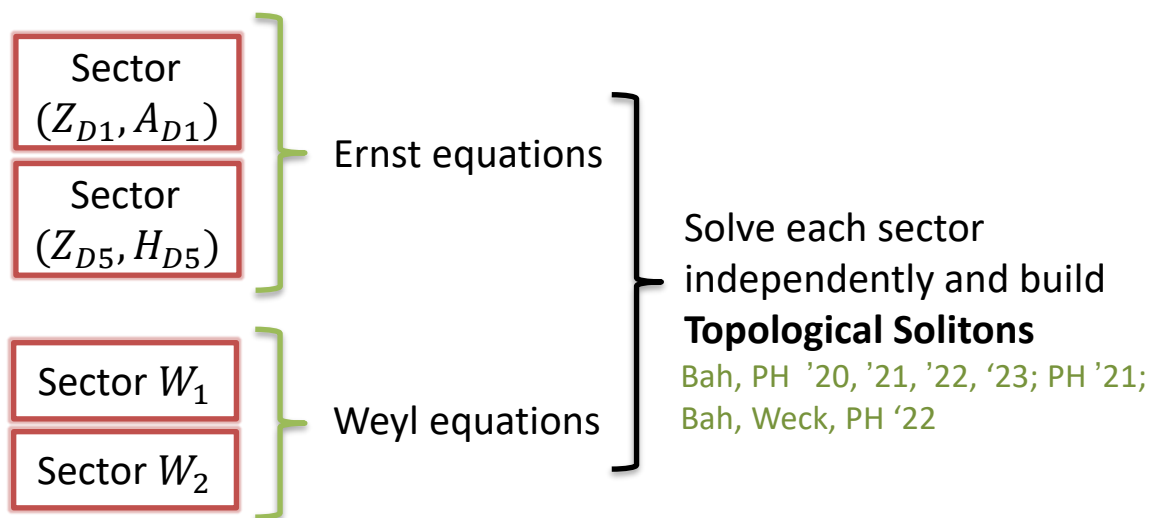 Sector
(Z_{D1}, A_{D1})
Sector
(Z_{D5}, H_{D5})
Ernst equations
Sector W_1
Sector W_2
Weyl equations
Solve each sector
independently and build
Topological Solitons
Bah, PH ’20, ’21, ’22, ‘23; PH ’21;
Bah, Weck, PH ‘22